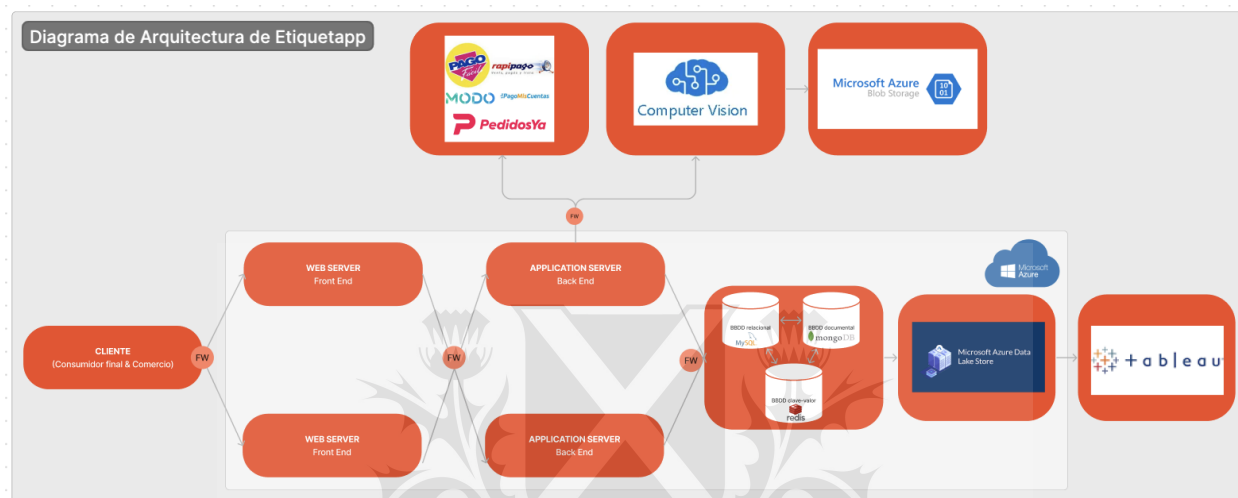 Diagrama de Arquitectura de Etiquetapp
PAGO
Fácil
rapipago
MODO
PagoMisCuentas
PedidosYa
Computer Vision
Microsoft Azure
Blob Storage
10
01
FW
WEB SERVER
Front End
APPLICATION SERVER
Back End
Microsoft
Azure
CLIENTE
(Consumidor final & Comercio)
FW
FW
FW
BBDD relacional
MySQL
BBDD documental
mongoDB
BBDD clave-valor
redis
Microsoft Azure Data
Lake Store
+ableau
WEB SERVER
Front End
APPLICATION SERVER
Back End